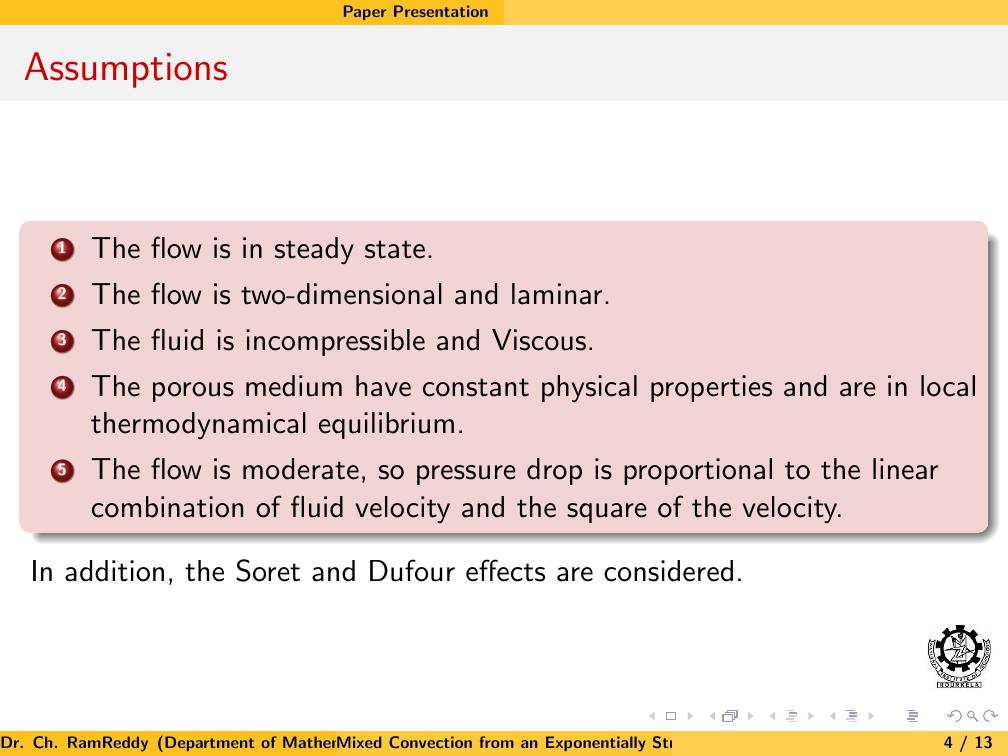 Paper Presentation
Assumptions
1 The flow is in steady state.
2 The flow is two-dimensional and laminar.
3 The fluid is incompressible and Viscous.
4 The porous medium have constant physical properties and are in local
thermodynamical equilibrium.
5 The flow is moderate, so pressure drop is proportional to the linear
combination of fluid velocity and the square of the velocity.
In addition, the Soret and Dufour effects are considered.
ROURKELA
Dr. Ch. RamReddy (Department of Mather Mixed Convection from an Exponentially Str 4 / 13